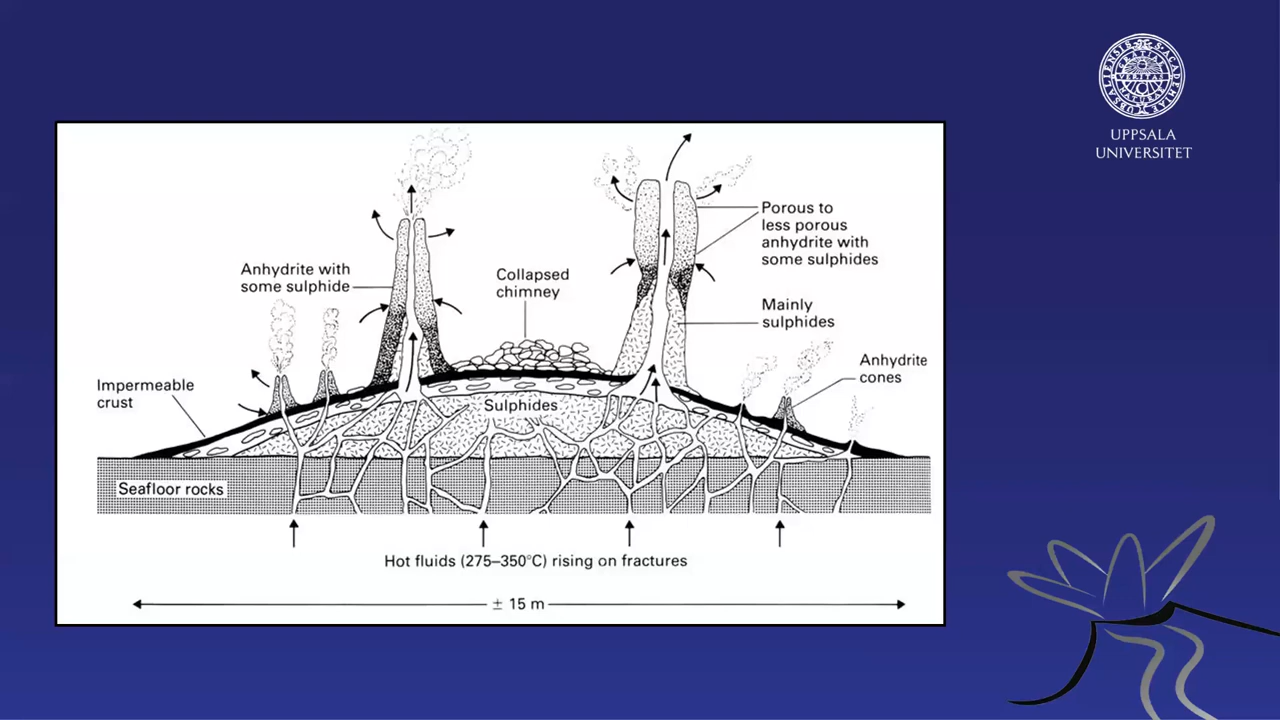 UPPSALA
UNIVERSITET
Anhydrite with
some sulphide
Collapsed
chimney
Porous to
less porous
anhydrite with
some sulphides
Mainly
sulphides
Anhydrite
cones
Impermeable
crust
Sulphides
Seafloor rocks
Hot fluids (275–350°C) rising on fractures
± 15 m